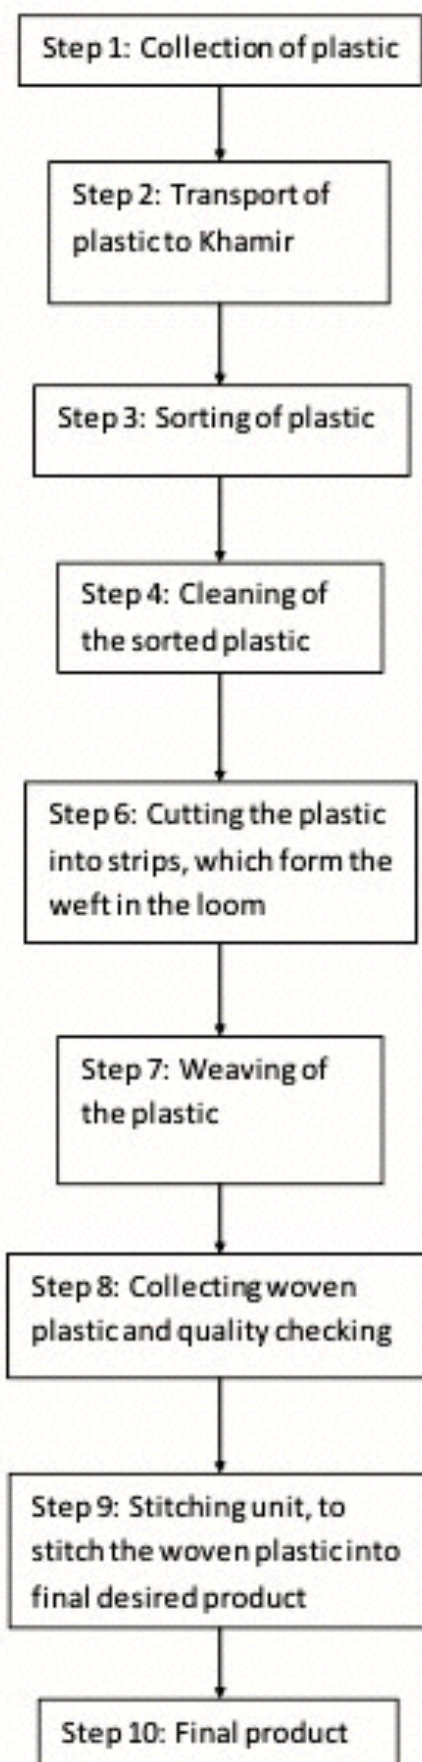 Step 1: Collection of plastic
Step 2: Transport of
plastic to Khamir
Step 3: Sorting of plastic
Step 4: Cleaning of
the sorted plastic
Step 6: Cutting the plastic
into strips, which form the
weft in the loom
Step 7: Weaving of
the plastic
Step 8: Collecting woven
plastic and quality checking
Step 9: Stitching unit, to
stitch the woven plastic into
final desired product
Step 10: Final product